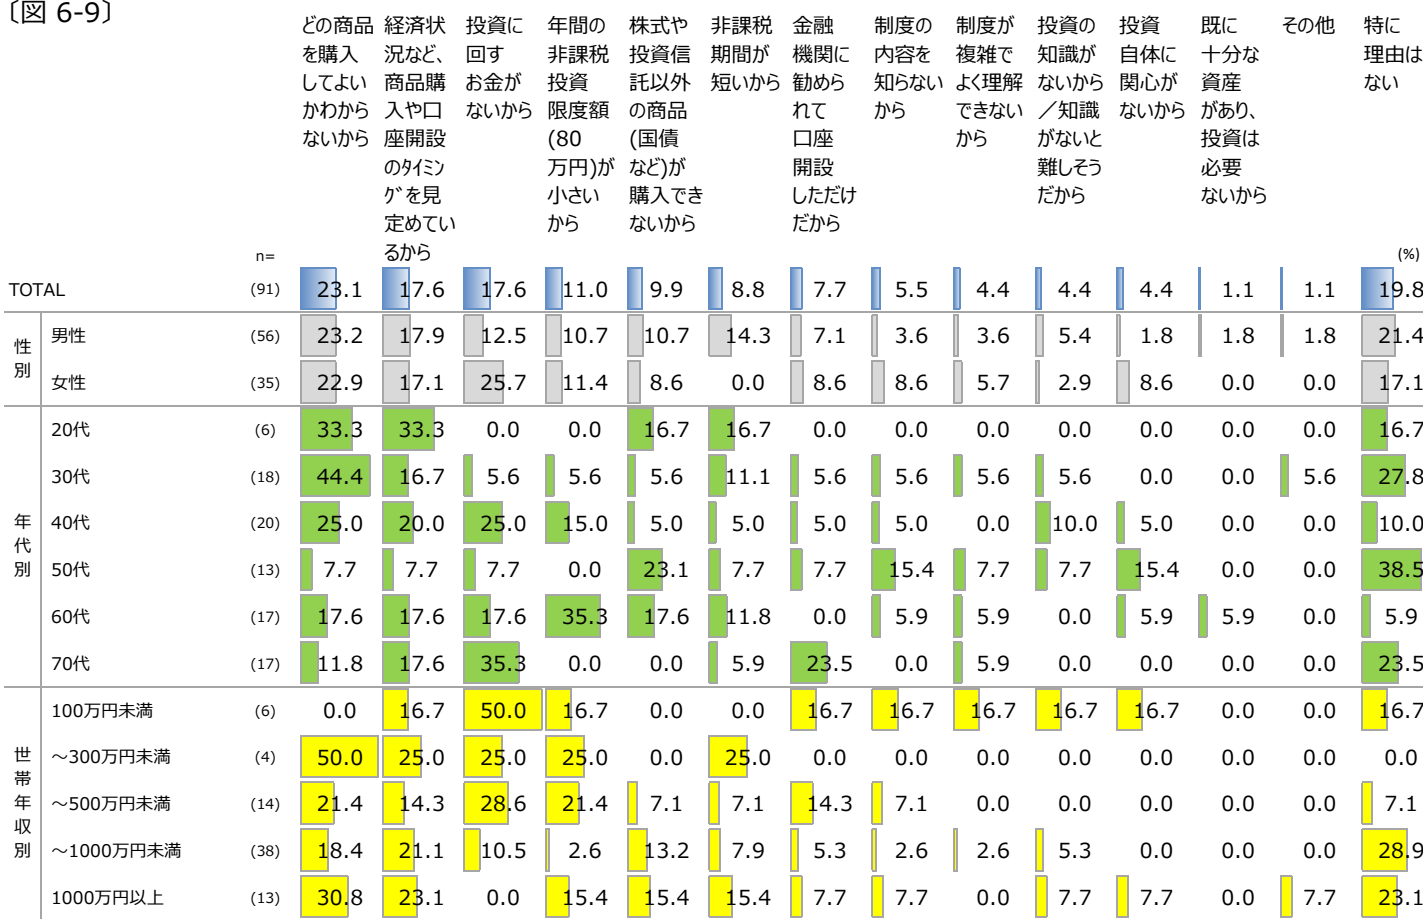 〔図 6-9〕
どの商品
を購入
してよい
かわから
ないから
経済状
況など、
商品購
入や口
座開設
のタイミン
グを見
定めてい
るから
投資に
回す
お金が
ないから
年間の
非課税
投資
限度額
(80
万円)が
小さい
から
株式や
投資信
託以外
の商品
(国債
など)が
購入でき
ないから
非課税
期間が
短いから
金融
機関に
勧めら
れて
口座
開設
しただけ
だから
制度の
内容を
知らない
から
制度が
複雑で
よく理解
できない
から
投資の
知識が
ないから
／知識
がないと
難しそう
だから
投資
自体に
関心が
ないから
既に
十分な
資産
があり、
投資は
必要
ないから
その他
特に
理由は
ない
n=
(%)
TOTAL (91) 23.1 17.6 17.6 11.0 9.9 8.8 7.7 5.5 4.4 4.4 4.4 1.1 1.1 19.8
性別
男性 (56) 23.2 17.9 12.5 10.7 10.7 14.3 7.1 3.6 3.6 5.4 1.8 1.8 1.8 21.4
女性 (35) 22.9 17.1 25.7 11.4 8.6 0.0 8.6 8.6 5.7 2.9 8.6 0.0 0.0 17.1
年代別
20代 (6) 33.3 33.3 0.0 0.0 16.7 16.7 0.0 0.0 0.0 0.0 0.0 0.0 0.0 16.7
30代 (18) 44.4 16.7 5.6 5.6 5.6 11.1 5.6 5.6 5.6 5.6 0.0 0.0 5.6 27.8
40代 (20) 25.0 20.0 25.0 15.0 5.0 5.0 5.0 5.0 0.0 10.0 5.0 0.0 0.0 10.0
50代 (13) 7.7 7.7 7.7 0.0 23.1 7.7 7.7 15.4 7.7 7.7 15.4 0.0 0.0 38.5
60代 (17) 17.6 17.6 17.6 35.3 17.6 11.8 0.0 5.9 5.9 0.0 5.9 5.9 0.0 5.9
70代 (17) 11.8 17.6 35.3 0.0 0.0 5.9 23.5 0.0 5.9 0.0 0.0 0.0 0.0 23.5
世帯年収別
100万円未満 (6) 0.0 16.7 50.0 16.7 0.0 0.0 16.7 16.7 16.7 16.7 16.7 0.0 0.0 16.7
～300万円未満 (4) 50.0 25.0 25.0 25.0 0.0 25.0 0.0 0.0 0.0 0.0 0.0 0.0 0.0 0.0
～500万円未満 (14) 21.4 14.3 28.6 21.4 7.1 7.1 14.3 7.1 0.0 0.0 0.0 0.0 0.0 7.1
～1000万円未満 (38) 18.4 21.1 10.5 2.6 13.2 7.9 5.3 2.6 2.6 5.3 0.0 0.0 0.0 28.9
1000万円以上 (13) 30.8 23.1 0.0 15.4 15.4 15.4 7.7 7.7 0.0 7.7 7.7 0.0 7.7 23.1